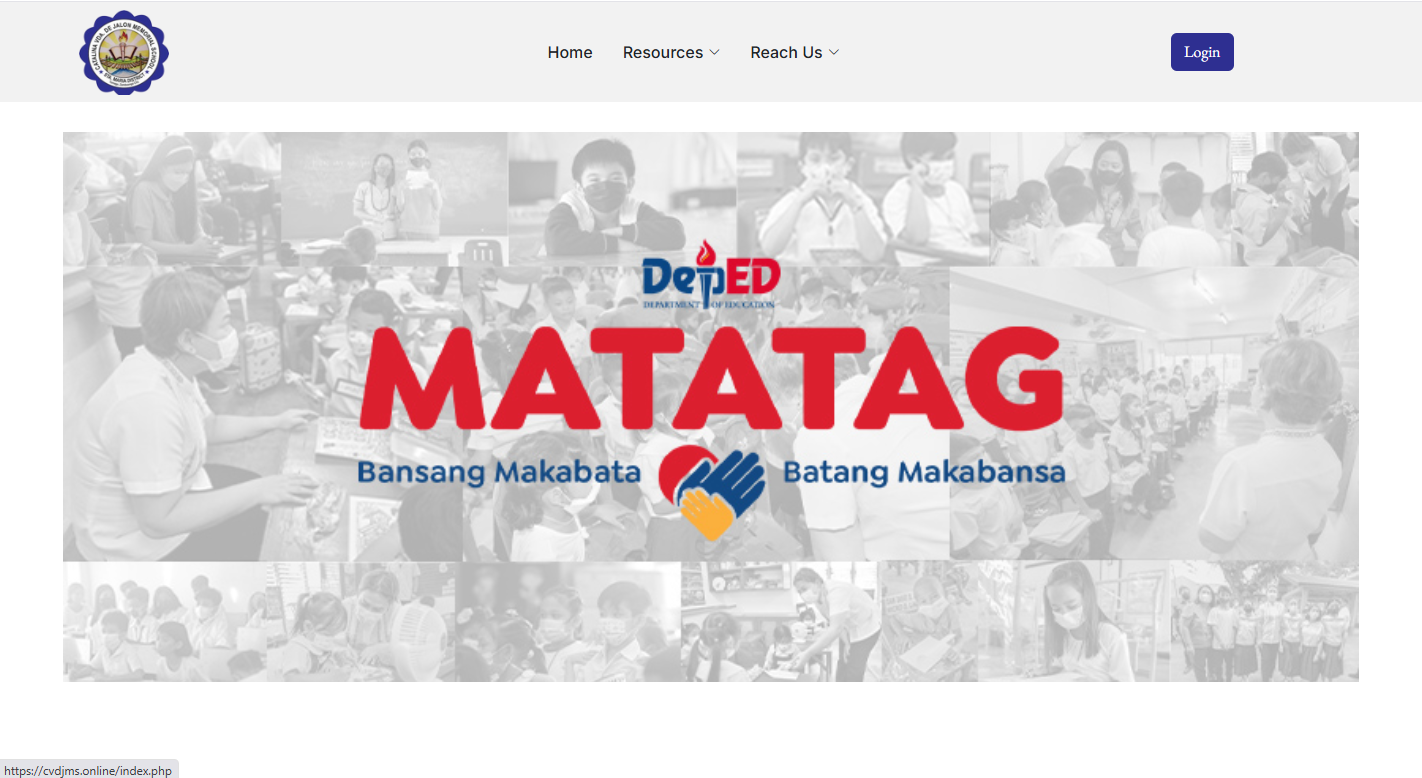 CATALINA VDA. DE JALON MEMORIAL SCHOOL
STA. MARIA DISTRICT
Home
Resources
Reach Us
Login
DepED
DEPARTMENT OF EDUCATION
MATATAG
Bansang Makabata
Batang Makabansa
https://cvdjms.online/index.php